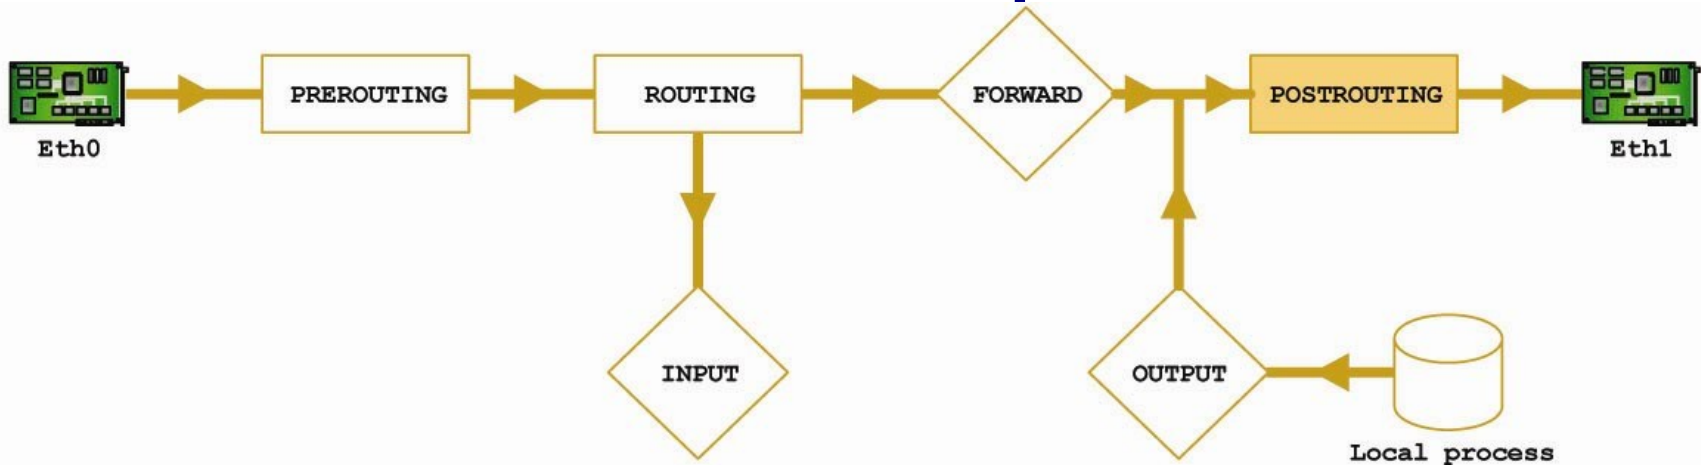 PREROUTING
ROUTING
FORWARD
POSTROUTING
Eth0
Eth1
INPUT
OUTPUT
Local process